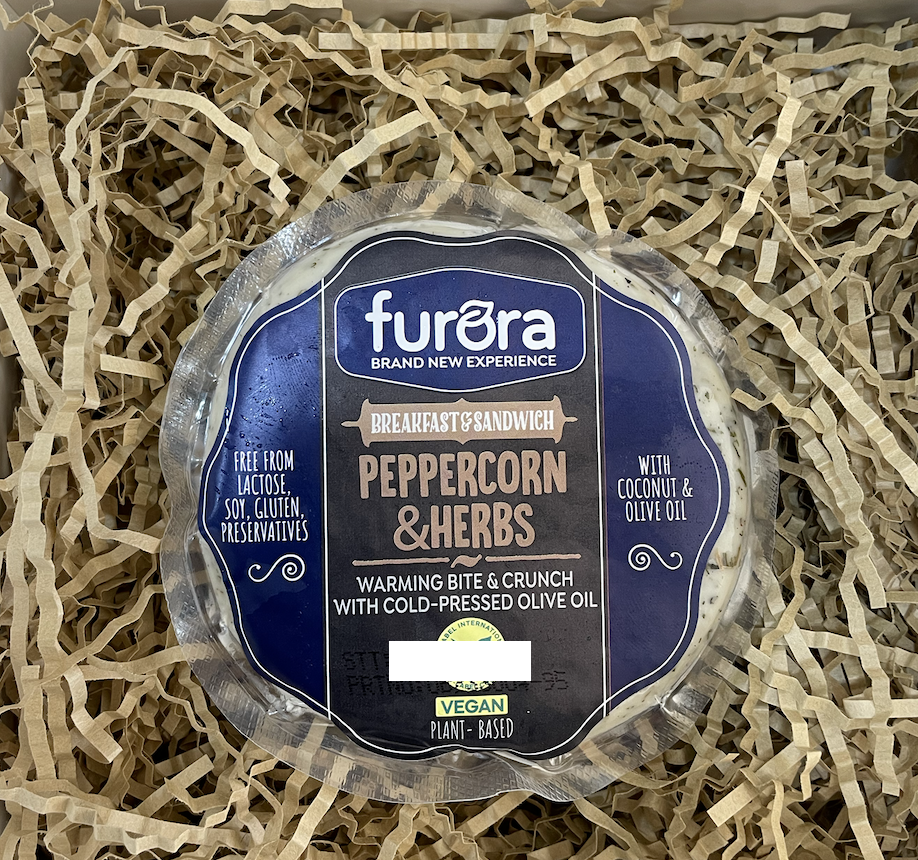 furora
BRAND NEW EXPERIENCE
BREAKFAST&SANDWICH
PEPPERCORN
&HERBS
WARMING BITE & CRUNCH
WITH COLD-PRESSED OLIVE OIL
FREE FROM
LACTOSE,
SOY, GLUTEN,
PRESERVATIVES
WITH
COCONUT &
OLIVE OIL
VEGAN
PLANT- BASED